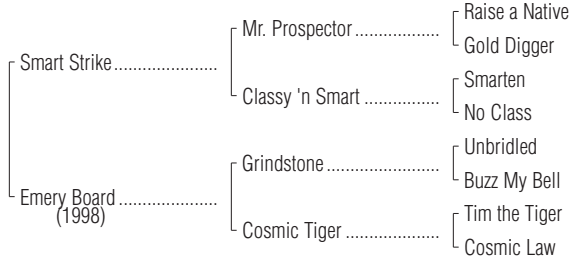 Raise a Native
Mr. Prospector ..................
Gold Digger
Smart Strike ......................
Smarten
Classy 'n Smart ................
No Class
Unbridled
Grindstone ........................
Buzz My Bell
Emery Board .....................
(1998)
Tim the Tiger
Cosmic Tiger ....................
Cosmic Law